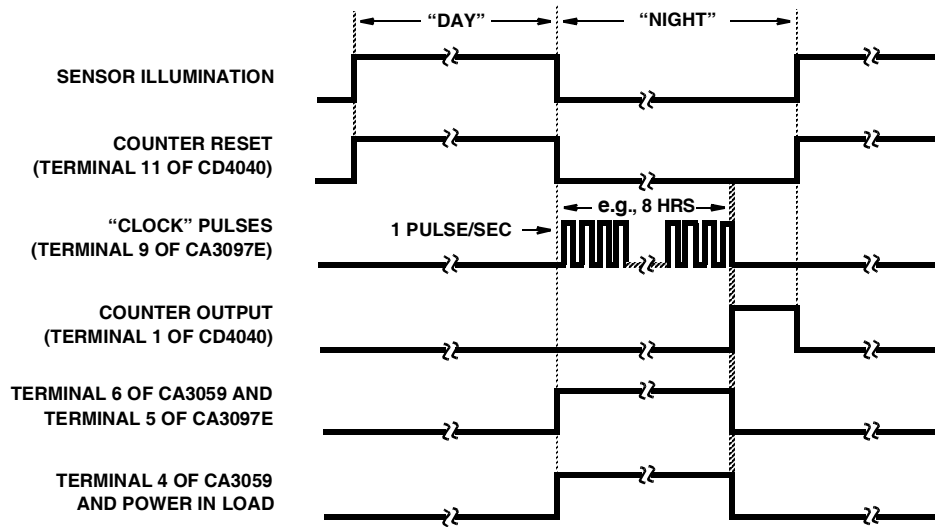 “DAY”
“NIGHT”
SENSOR ILLUMINATION
COUNTER RESET
(TERMINAL 11 OF CD4040)
e.g., 8 HRS
“CLOCK” PULSES
(TERMINAL 9 OF CA3097E)
1 PULSE/SEC
COUNTER OUTPUT
(TERMINAL 1 OF CD4040)
TERMINAL 6 OF CA3059 AND
TERMINAL 5 OF CA3097E
TERMINAL 4 OF CA3059
AND POWER IN LOAD